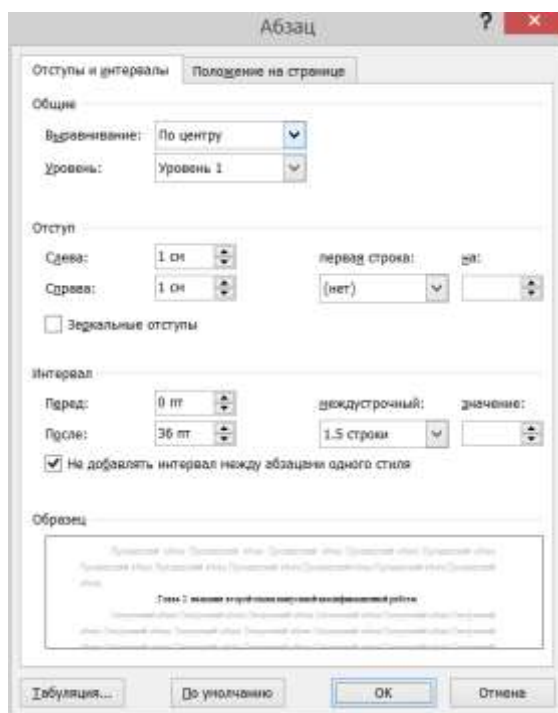 Абзац ?
Отступы и интервалы Положение на странице
Общие
Выравнивание: По центру
Уровень: Уровень 1
Отступ
Слева: 1 см первая строка: на:
Справа: 1 см (нет)
Зеркальные отступы
Интервал
Перед: 0 пт междустрочный: значение:
После: 36 пт 1.5 строки
Не добавлять интервал между абзацами одного стиля
Образец
Глава 2
Табуляция... По умолчанию ОК Отмена